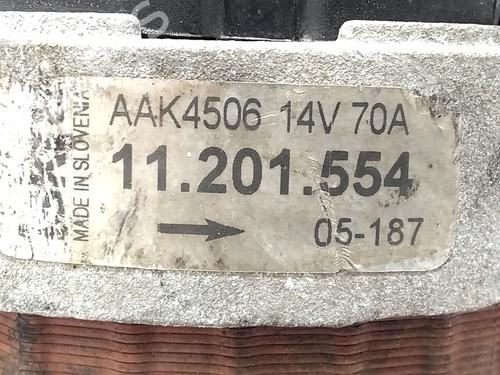 AAK4506 14V 70A
11.201.554
05-187
MADE IN SLOVENIA